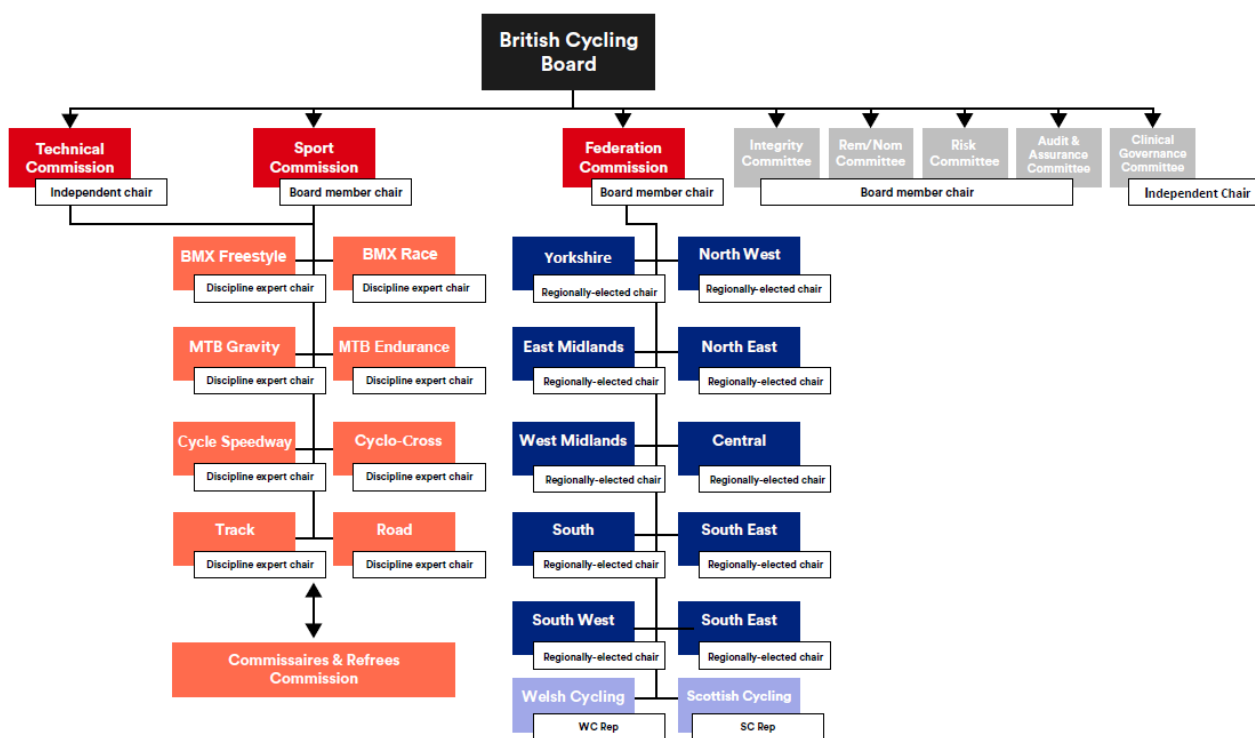 British Cycling
Board
Technical
Commission
Independent chair
Sport
Commission
Board member chair
Federation
Commission
Board member chair
Integrity
Committee
Rem/Nom
Committee
Risk
Committee
Audit &
Assurance
Committee
Board member chair
Clinical
Governance
Committee
Independent Chair
BMX Freestyle
Discipline expert chair
BMX Race
Discipline expert chair
MTB Gravity
Discipline expert chair
MTB Endurance
Discipline expert chair
Cycle Speedway
Discipline expert chair
Cyclo-Cross
Discipline expert chair
Track
Discipline expert chair
Road
Discipline expert chair
Commissaires & Refrees
Commission
Yorkshire
Regionally-elected chair
North West
Regionally-elected chair
East Midlands
Regionally-elected chair
North East
Regionally-elected chair
West Midlands
Regionally-elected chair
Central
Regionally-elected chair
South
Regionally-elected chair
South East
Regionally-elected chair
South West
Regionally-elected chair
South East
Regionally-elected chair
Welsh Cycling
WC Rep
Scottish Cycling
SC Rep